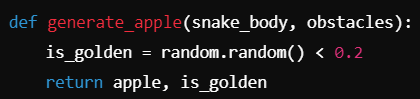 def generate_apple(snake_body, obstacles):
    is_golden = random.random() < 0.2
    return apple, is_golden